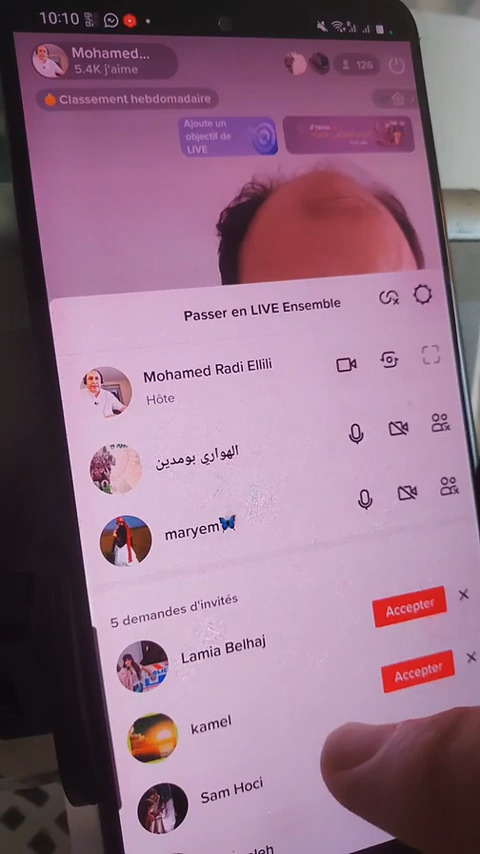 10:10
Mohamed...
5.4K j'aime
126
Classement hebdomadaire
Ajoute un
objectif de
LIVE
Passer en LIVE Ensemble
Mohamed Radi Ellili
Hôte
الهواري بومدين
maryem🦋
5 demandes d'invités
Lamia Belhaj
Accepter
kamel
Accepter
Sam Hoci